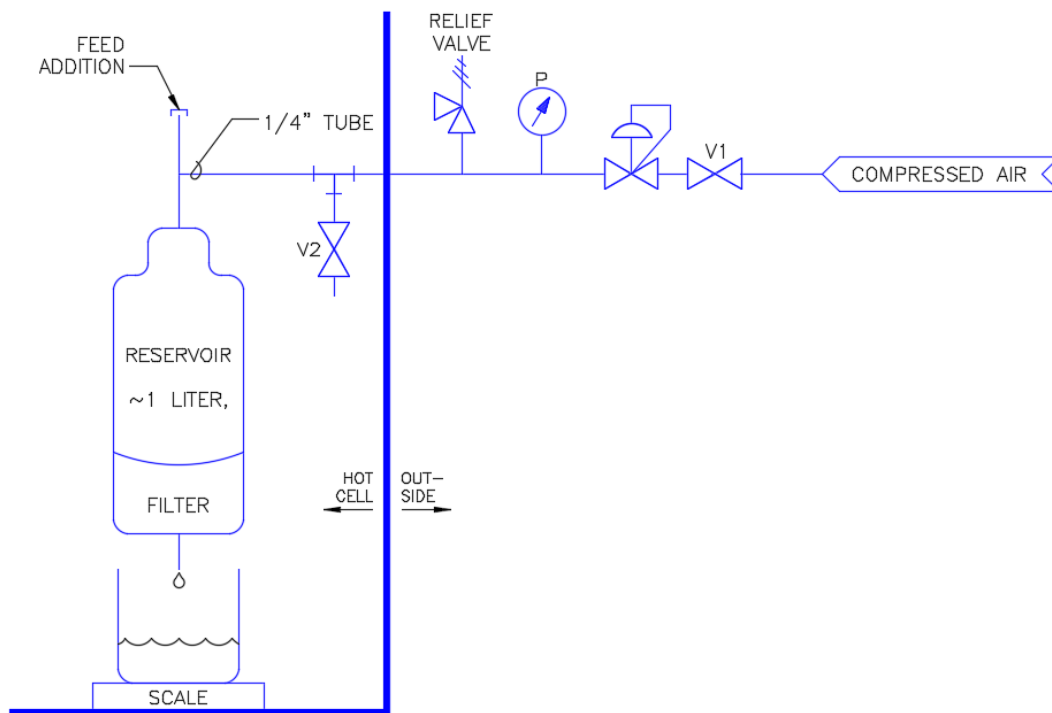 RELIEF
VALVE
FEED
ADDITION
P
1/4" TUBE
V1
COMPRESSED AIR
V2
RESERVOIR
~1 LITER,
HOT
CELL
OUT-
SIDE
FILTER
SCALE